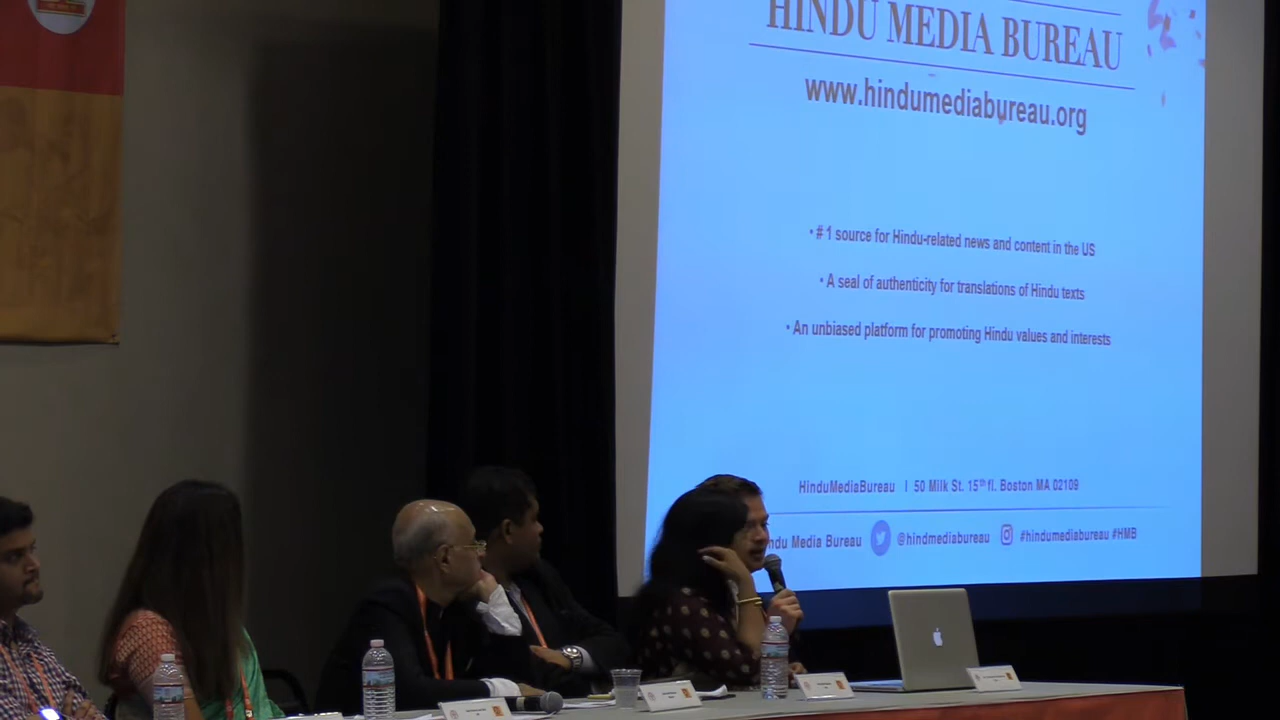 HINDU MEDIA BUREAU
www.hindumediabureau.org
• # 1 source for Hindu-related news and content in the US
• A seal of authenticity for translations of Hindu texts
• An unbiased platform for promoting Hindu values and interests
HinduMediaBureau | 50 Milk St. 15th fl. Boston MA 02109
ndu Media Bureau @hindmediabureau #hindumediabureau #HMB